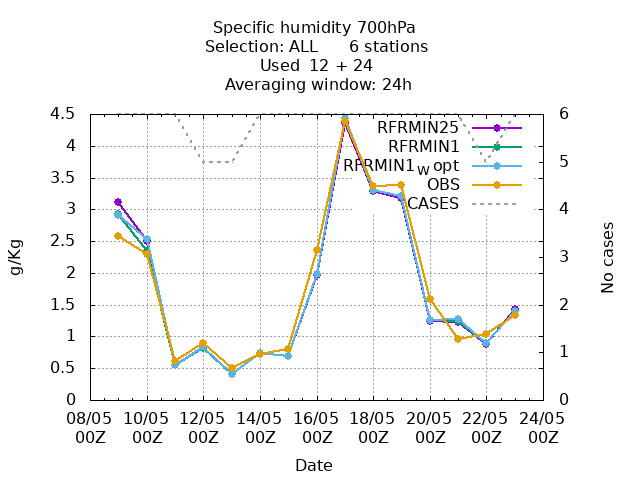 Specific humidity 700hPa
Selection: ALL      6 stations
Used  12 + 24
Averaging window: 24h
4.5
4
3.5
3
2.5
2
1.5
1
0.5
0
g/Kg
6
5
4
3
2
1
0
No cases
RFRMIN25
RFRMIN1
RFRMIN1w opt
OBS
CASES
08/05 10/05 12/05 14/05 16/05 18/05 20/05 22/05 24/05
00Z 00Z 00Z 00Z 00Z 00Z 00Z 00Z 00Z
Date